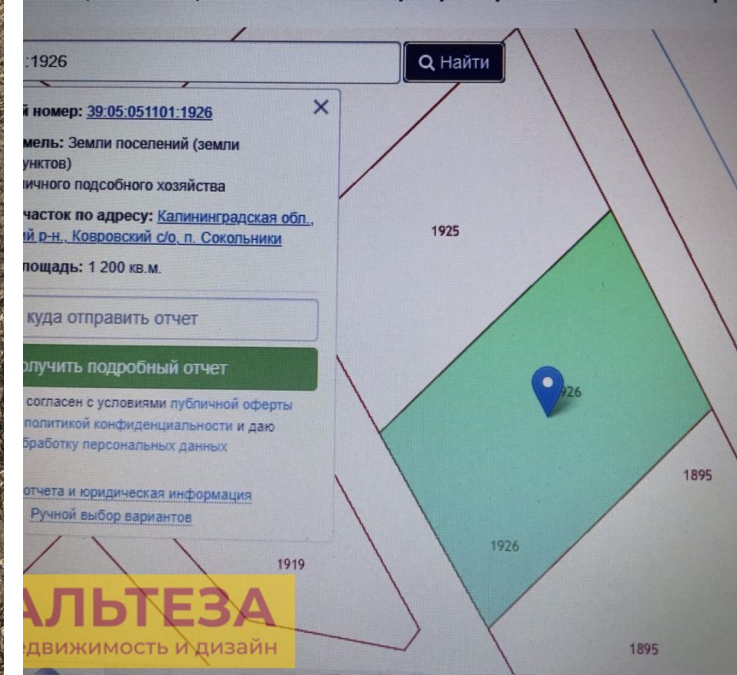 :1926
Найти
й номер: 39:05:051101:1926
мель: Земли поселений (земли
унктов)
ичного подсобного хозяйства
часток по адресу: Калининградская обл.,
ий р-н., Ковровский с/о, п. Сокольники
лощадь: 1 200 кв.м.
куда отправить отчет
олучить подробный отчет
согласен с условиями публичной оферты
политикой конфиденциальности и даю
бработку персональных данных
отчета и юридическая информация
Ручной выбор вариантов
1925
926
1895
1926
1919
1895
АЛЬТЕЗА
едвижимость и дизайн